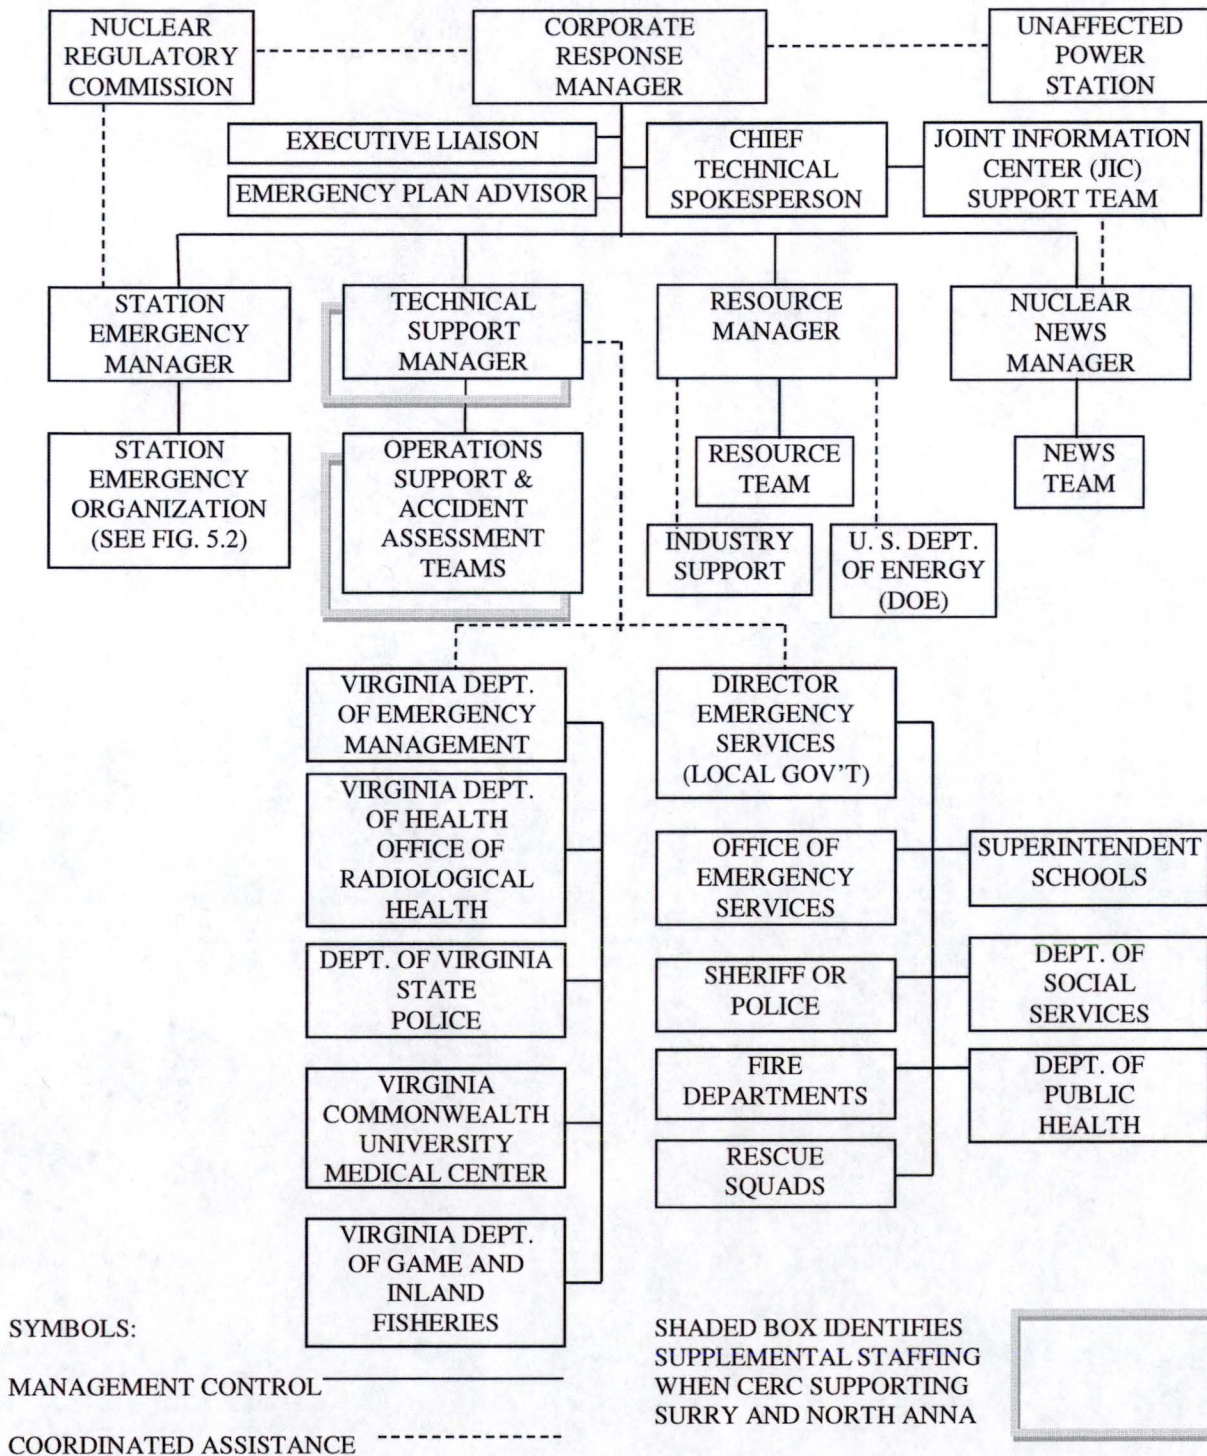 NUCLEAR
REGULATORY
COMMISSION
CORPORATE
RESPONSE
MANAGER
UNAFFECTED
POWER
STATION
EXECUTIVE LIAISON
EMERGENCY PLAN ADVISOR
CHIEF
TECHNICAL
SPOKESPERSON
JOINT INFORMATION
CENTER (JIC)
SUPPORT TEAM
STATION
EMERGENCY
MANAGER
TECHNICAL
SUPPORT
MANAGER
RESOURCE
MANAGER
NUCLEAR
NEWS
MANAGER
STATION
EMERGENCY
ORGANIZATION
(SEE FIG. 5.2)
OPERATIONS
SUPPORT &
ACCIDENT
ASSESSMENT
TEAMS
RESOURCE
TEAM
NEWS
TEAM
INDUSTRY
SUPPORT
U. S. DEPT.
OF ENERGY
(DOE)
VIRGINIA DEPT.
OF EMERGENCY
MANAGEMENT
VIRGINIA DEPT.
OF HEALTH
OFFICE OF
RADIOLOGICAL
HEALTH
DEPT. OF VIRGINIA
STATE
POLICE
VIRGINIA
COMMONWEALTH
UNIVERSITY
MEDICAL CENTER
VIRGINIA DEPT.
OF GAME AND
INLAND
FISHERIES
DIRECTOR
EMERGENCY
SERVICES
(LOCAL GOV'T)
OFFICE OF
EMERGENCY
SERVICES
SUPERINTENDENT
SCHOOLS
SHERIFF OR
POLICE
DEPT. OF
SOCIAL
SERVICES
FIRE
DEPARTMENTS
DEPT. OF
PUBLIC
HEALTH
RESCUE
SQUADS
SYMBOLS:
MANAGEMENT CONTROL
COORDINATED ASSISTANCE
SHADED BOX IDENTIFIES
SUPPLEMENTAL STAFFING
WHEN CERC SUPPORTING
SURRY AND NORTH ANNA